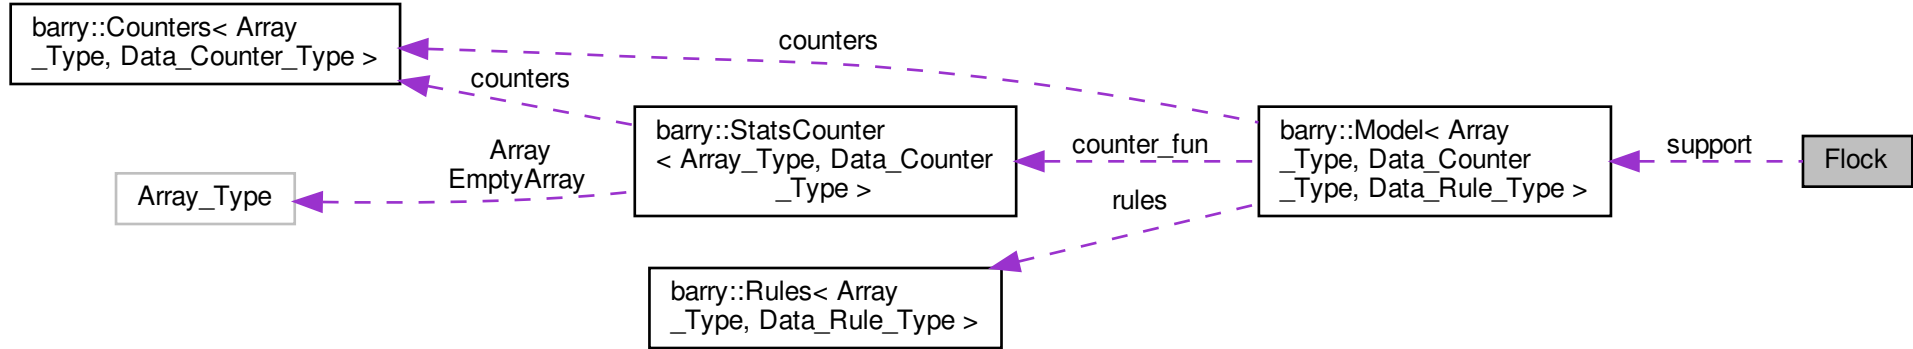 barry::Counters< Array
_Type, Data_Counter_Type >
counters
counters
Array
EmptyArray
Array_Type
barry::StatsCounter
< Array_Type, Data_Counter
_Type >
counter_fun
rules
barry::Rules< Array
_Type, Data_Rule_Type >
barry::Model< Array
_Type, Data_Counter
_Type, Data_Rule_Type >
support
Flock